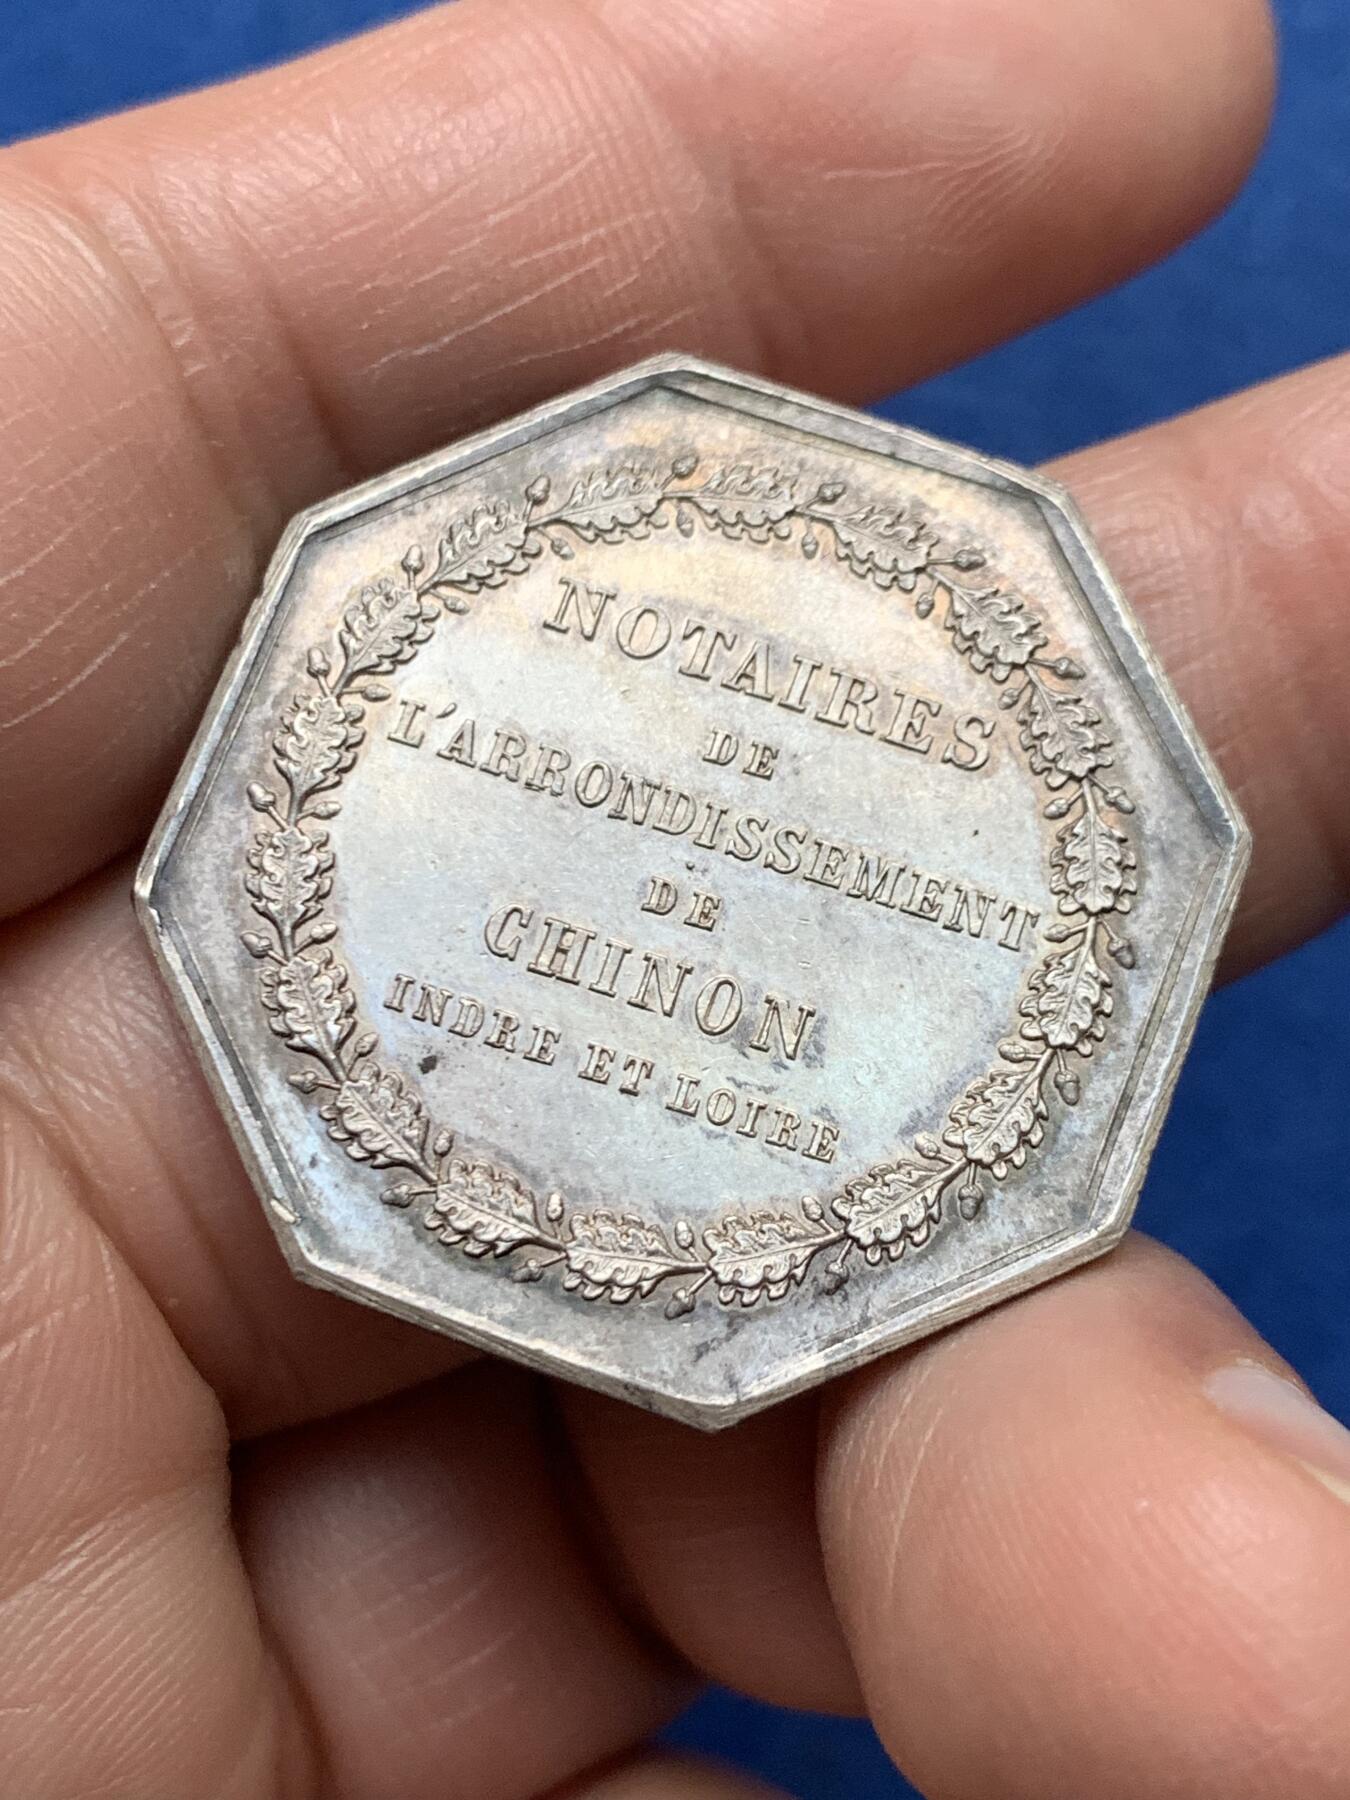 NOTAIRES
DE
L'ARRONDISSEMENT
DE
CHINON
INDRE ET LOIRE